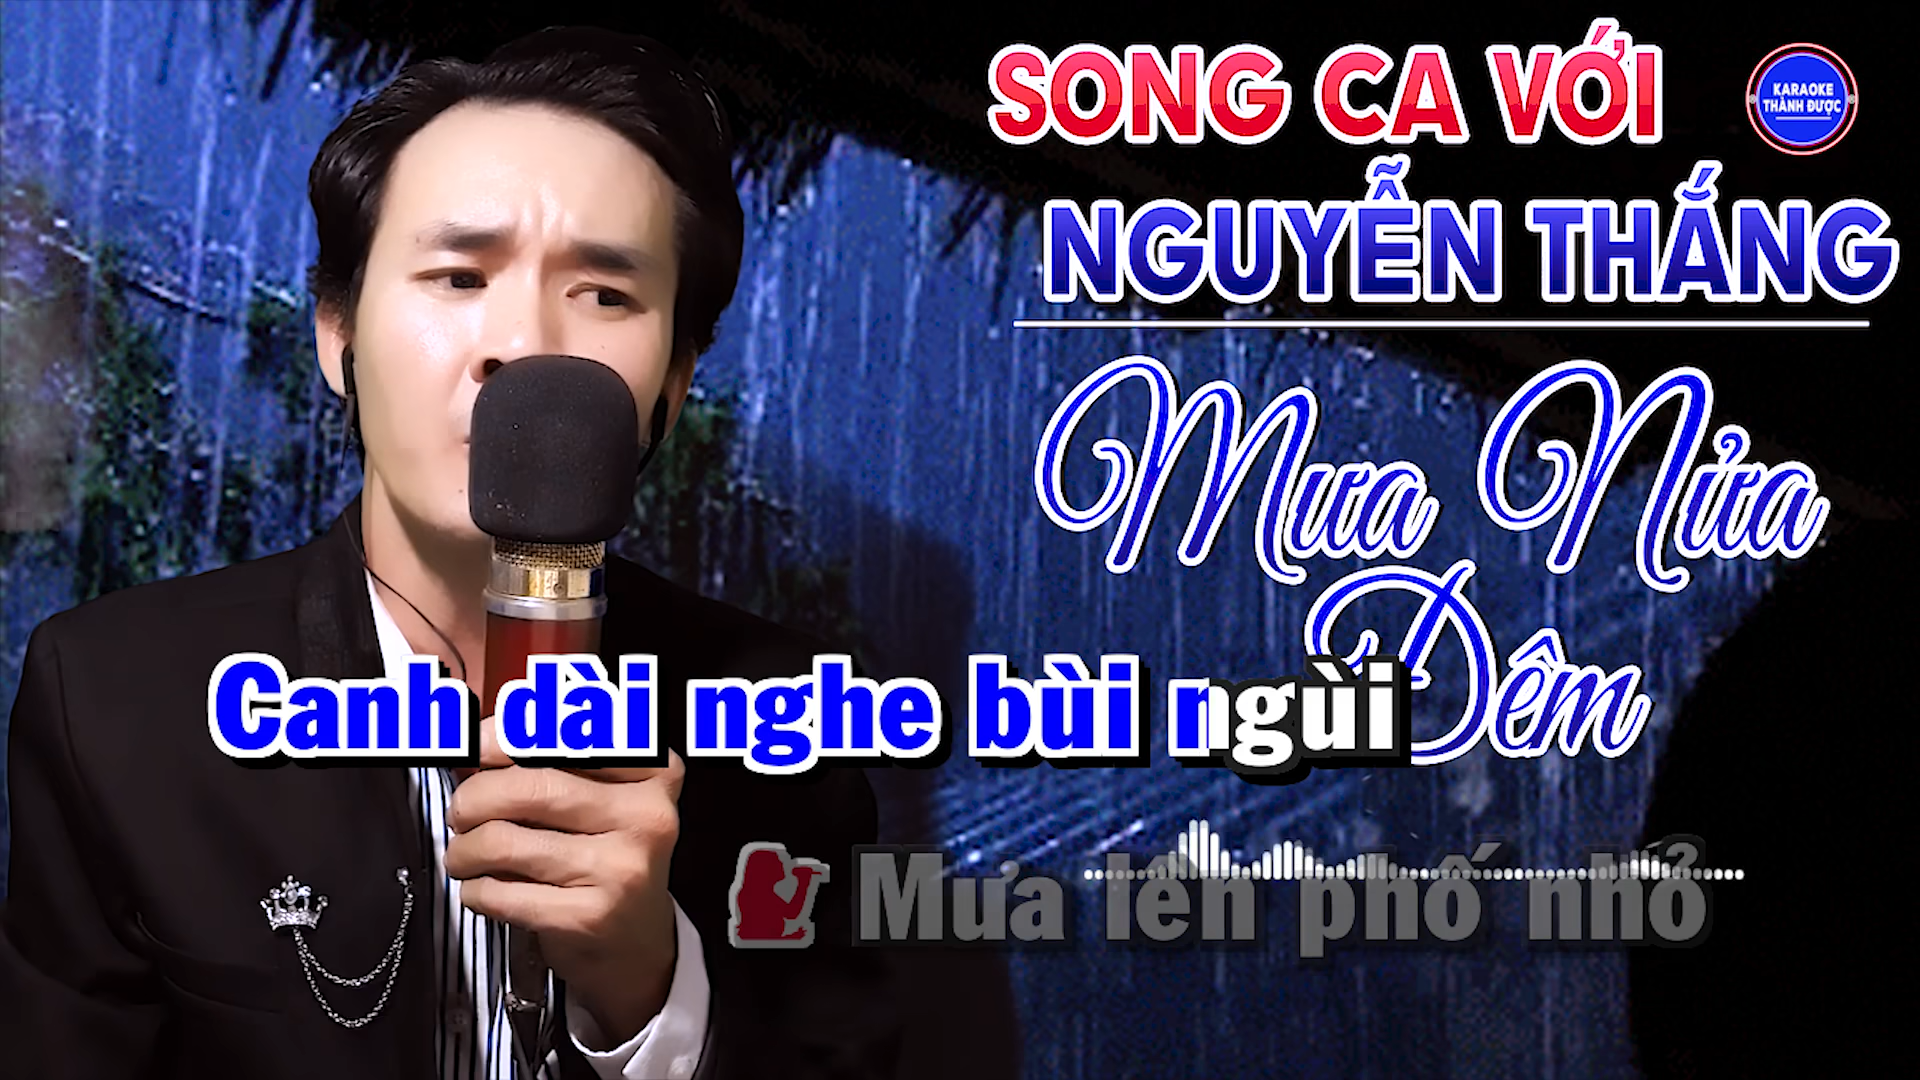 SONG CA VỚI
KARAOKE
THÀNH ĐƯỢC
NGUYỄN THẮNG
Mưa Nửa
Đêm
Canh dài nghe bùi ngùi
Mưa lên phố nhỏ